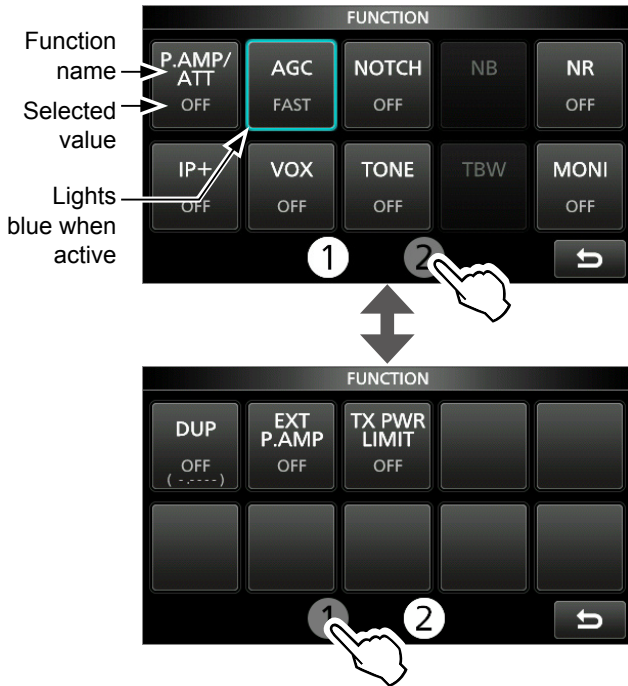 FUNCTION
Function
name
Selected
value
Lights
blue when
active
P.AMP/
ATT
OFF
AGC
FAST
NOTCH
OFF
NB
NR
OFF
IP+
OFF
VOX
OFF
TONE
OFF
TBW
MONI
OFF
1
2
FUNCTION
DUP
OFF
( -.----)
EXT
P.AMP
OFF
TX PWR
LIMIT
OFF
1
2